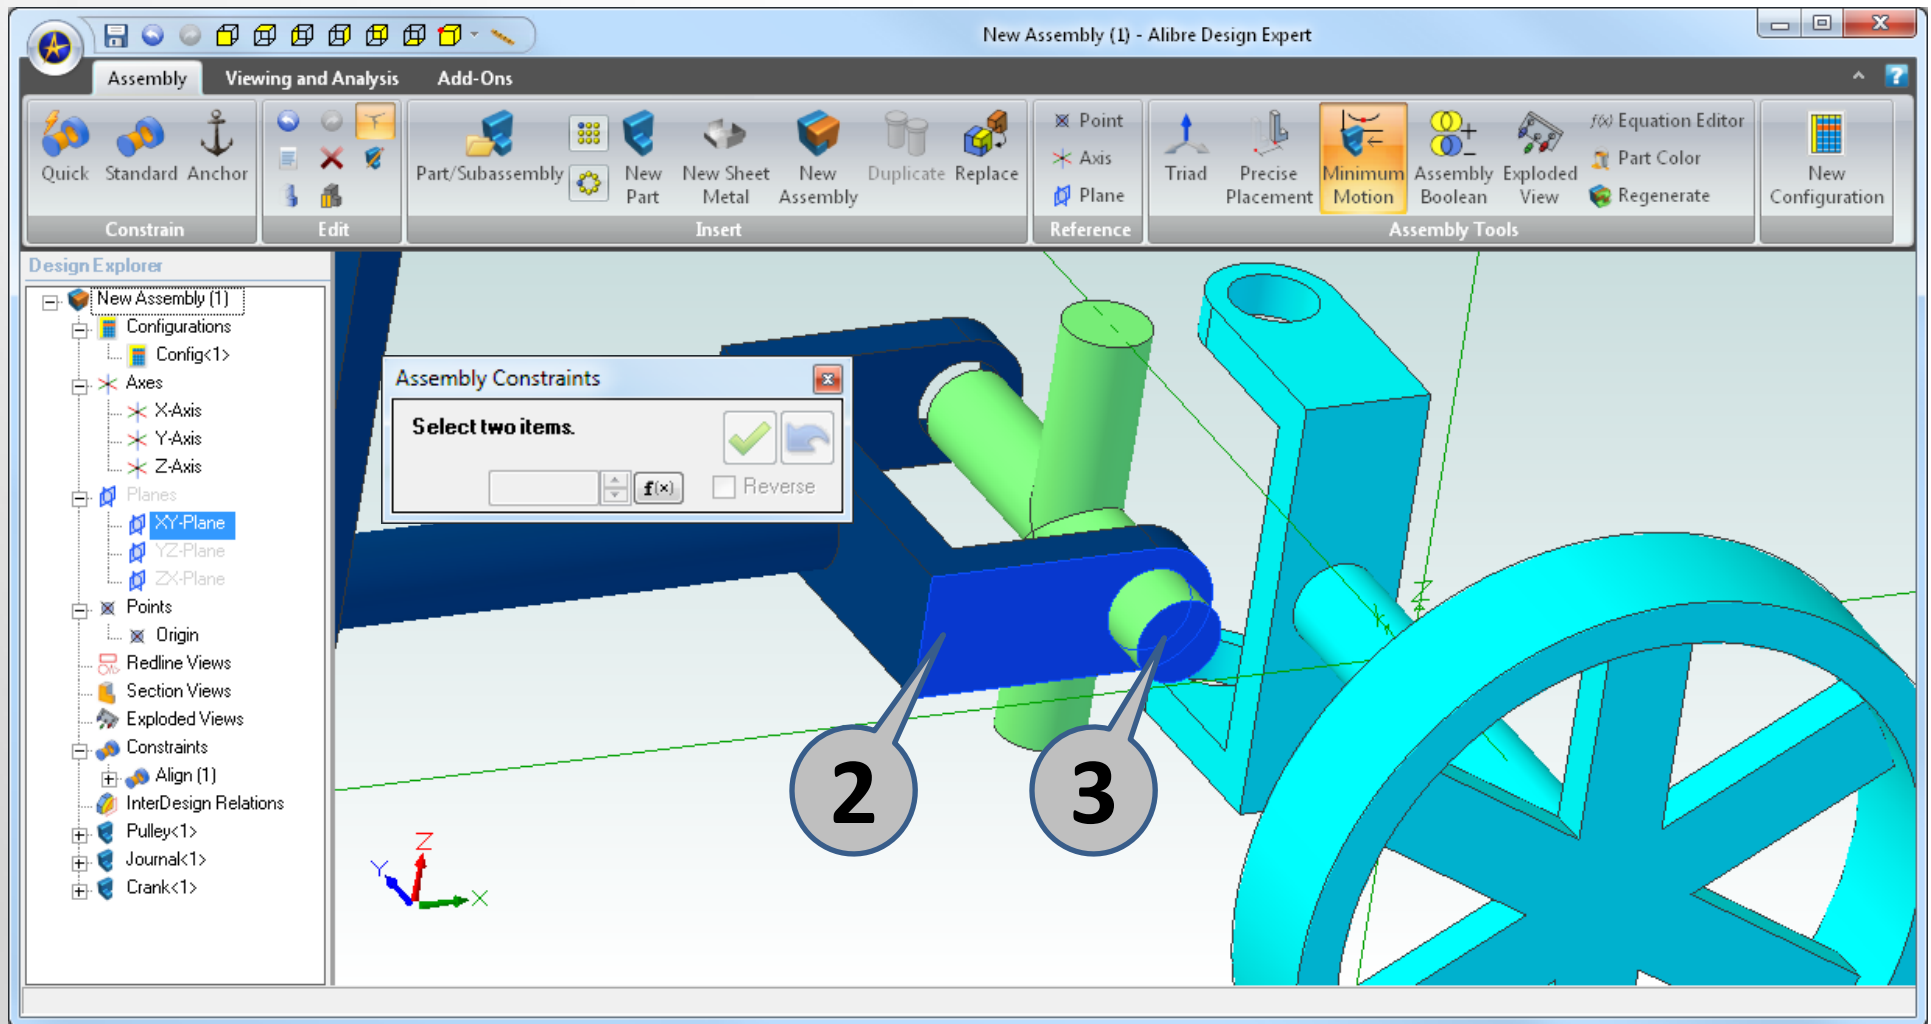 New Assembly (1) - Alibre Design Expert
Assembly
Viewing and Analysis
Add-Ons
?
Quick
Standard
Anchor
Constrain
Edit
Part/Subassembly
New
Part
New Sheet
Metal
New
Assembly
Duplicate
Replace
Insert
Point
Axis
Plane
Reference
Triad
Precise
Placement
Minimum
Motion
Assembly
Boolean
Exploded
View
f(x) Equation Editor
Part Color
Regenerate
Assembly Tools
New
Configuration
Design Explorer
New Assembly (1)
Configurations
Config<1>
Axes
X-Axis
Y-Axis
Z-Axis
Planes
XY-Plane
YZ-Plane
ZX-Plane
Points
Origin
Redline Views
Section Views
Exploded Views
Constraints
Align (1)
InterDesign Relations
Pulley<1>
Journal<1>
Crank<1>
Assembly Constraints
Select two items.
f(x)
Reverse
2
3
Z
X
Z
Y
X